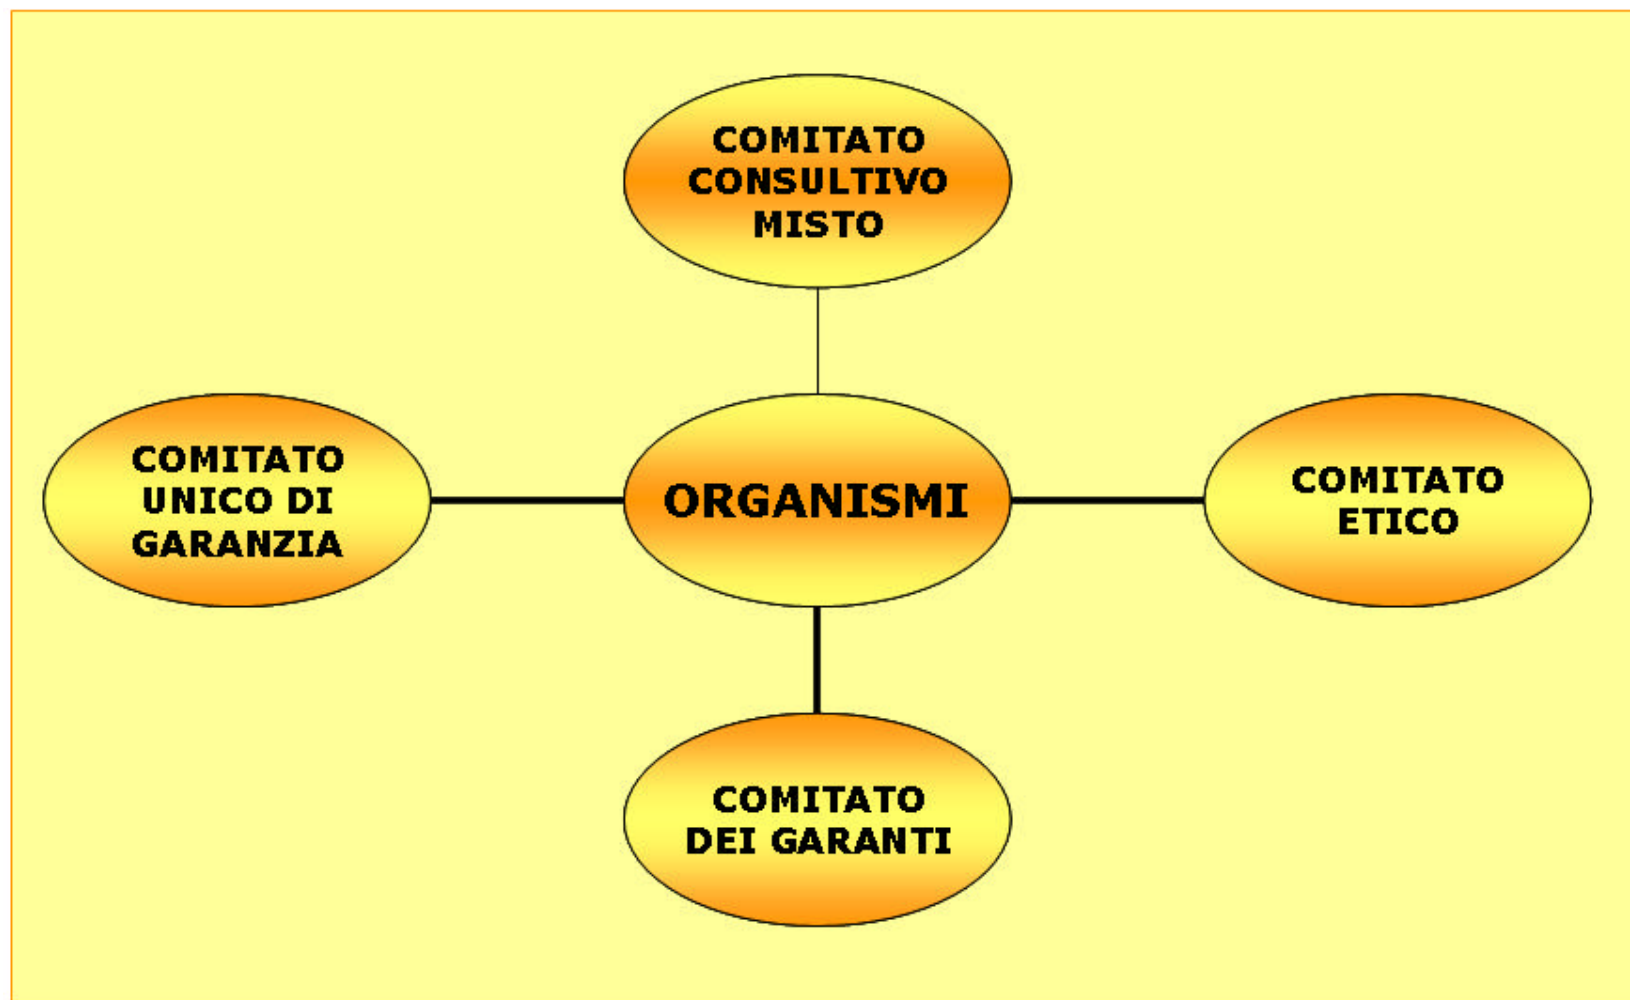 COMITATO
CONSULTIVO
MISTO
COMITATO
UNICO DI
GARANZIA
ORGANISMI
COMITATO
ETICO
COMITATO
DEI GARANTI